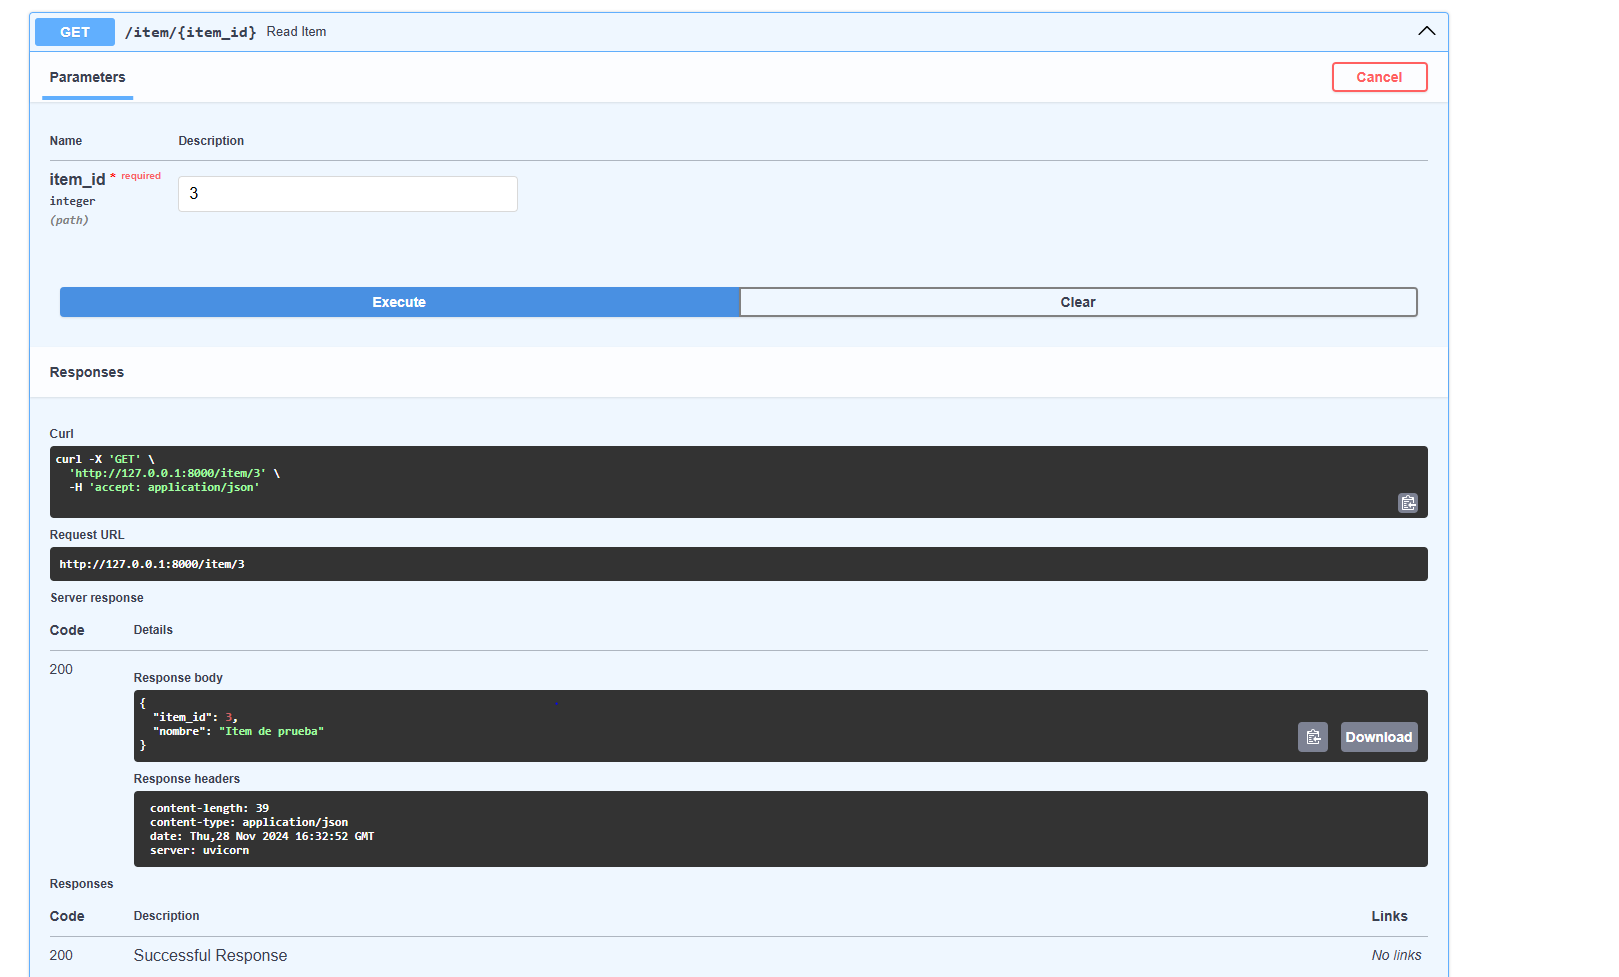 GET /item/{item_id} Read Item
Parameters
Cancel
Name Description
item_id * required
integer
(path)
3
Execute
Clear
Responses
Curl
curl -X 'GET' \
'http://127.0.0.1:8000/item/3' \
-H 'accept: application/json'
Request URL
http://127.0.0.1:8000/item/3
Server response
Code Details
200
Response body
{
"item_id": 3,
"nombre": "Item de prueba"
}
Download
Response headers
content-length: 39
content-type: application/json
date: Thu,28 Nov 2024 16:32:52 GMT
server: uvicorn
Responses
Code Description Links
200 Successful Response No links